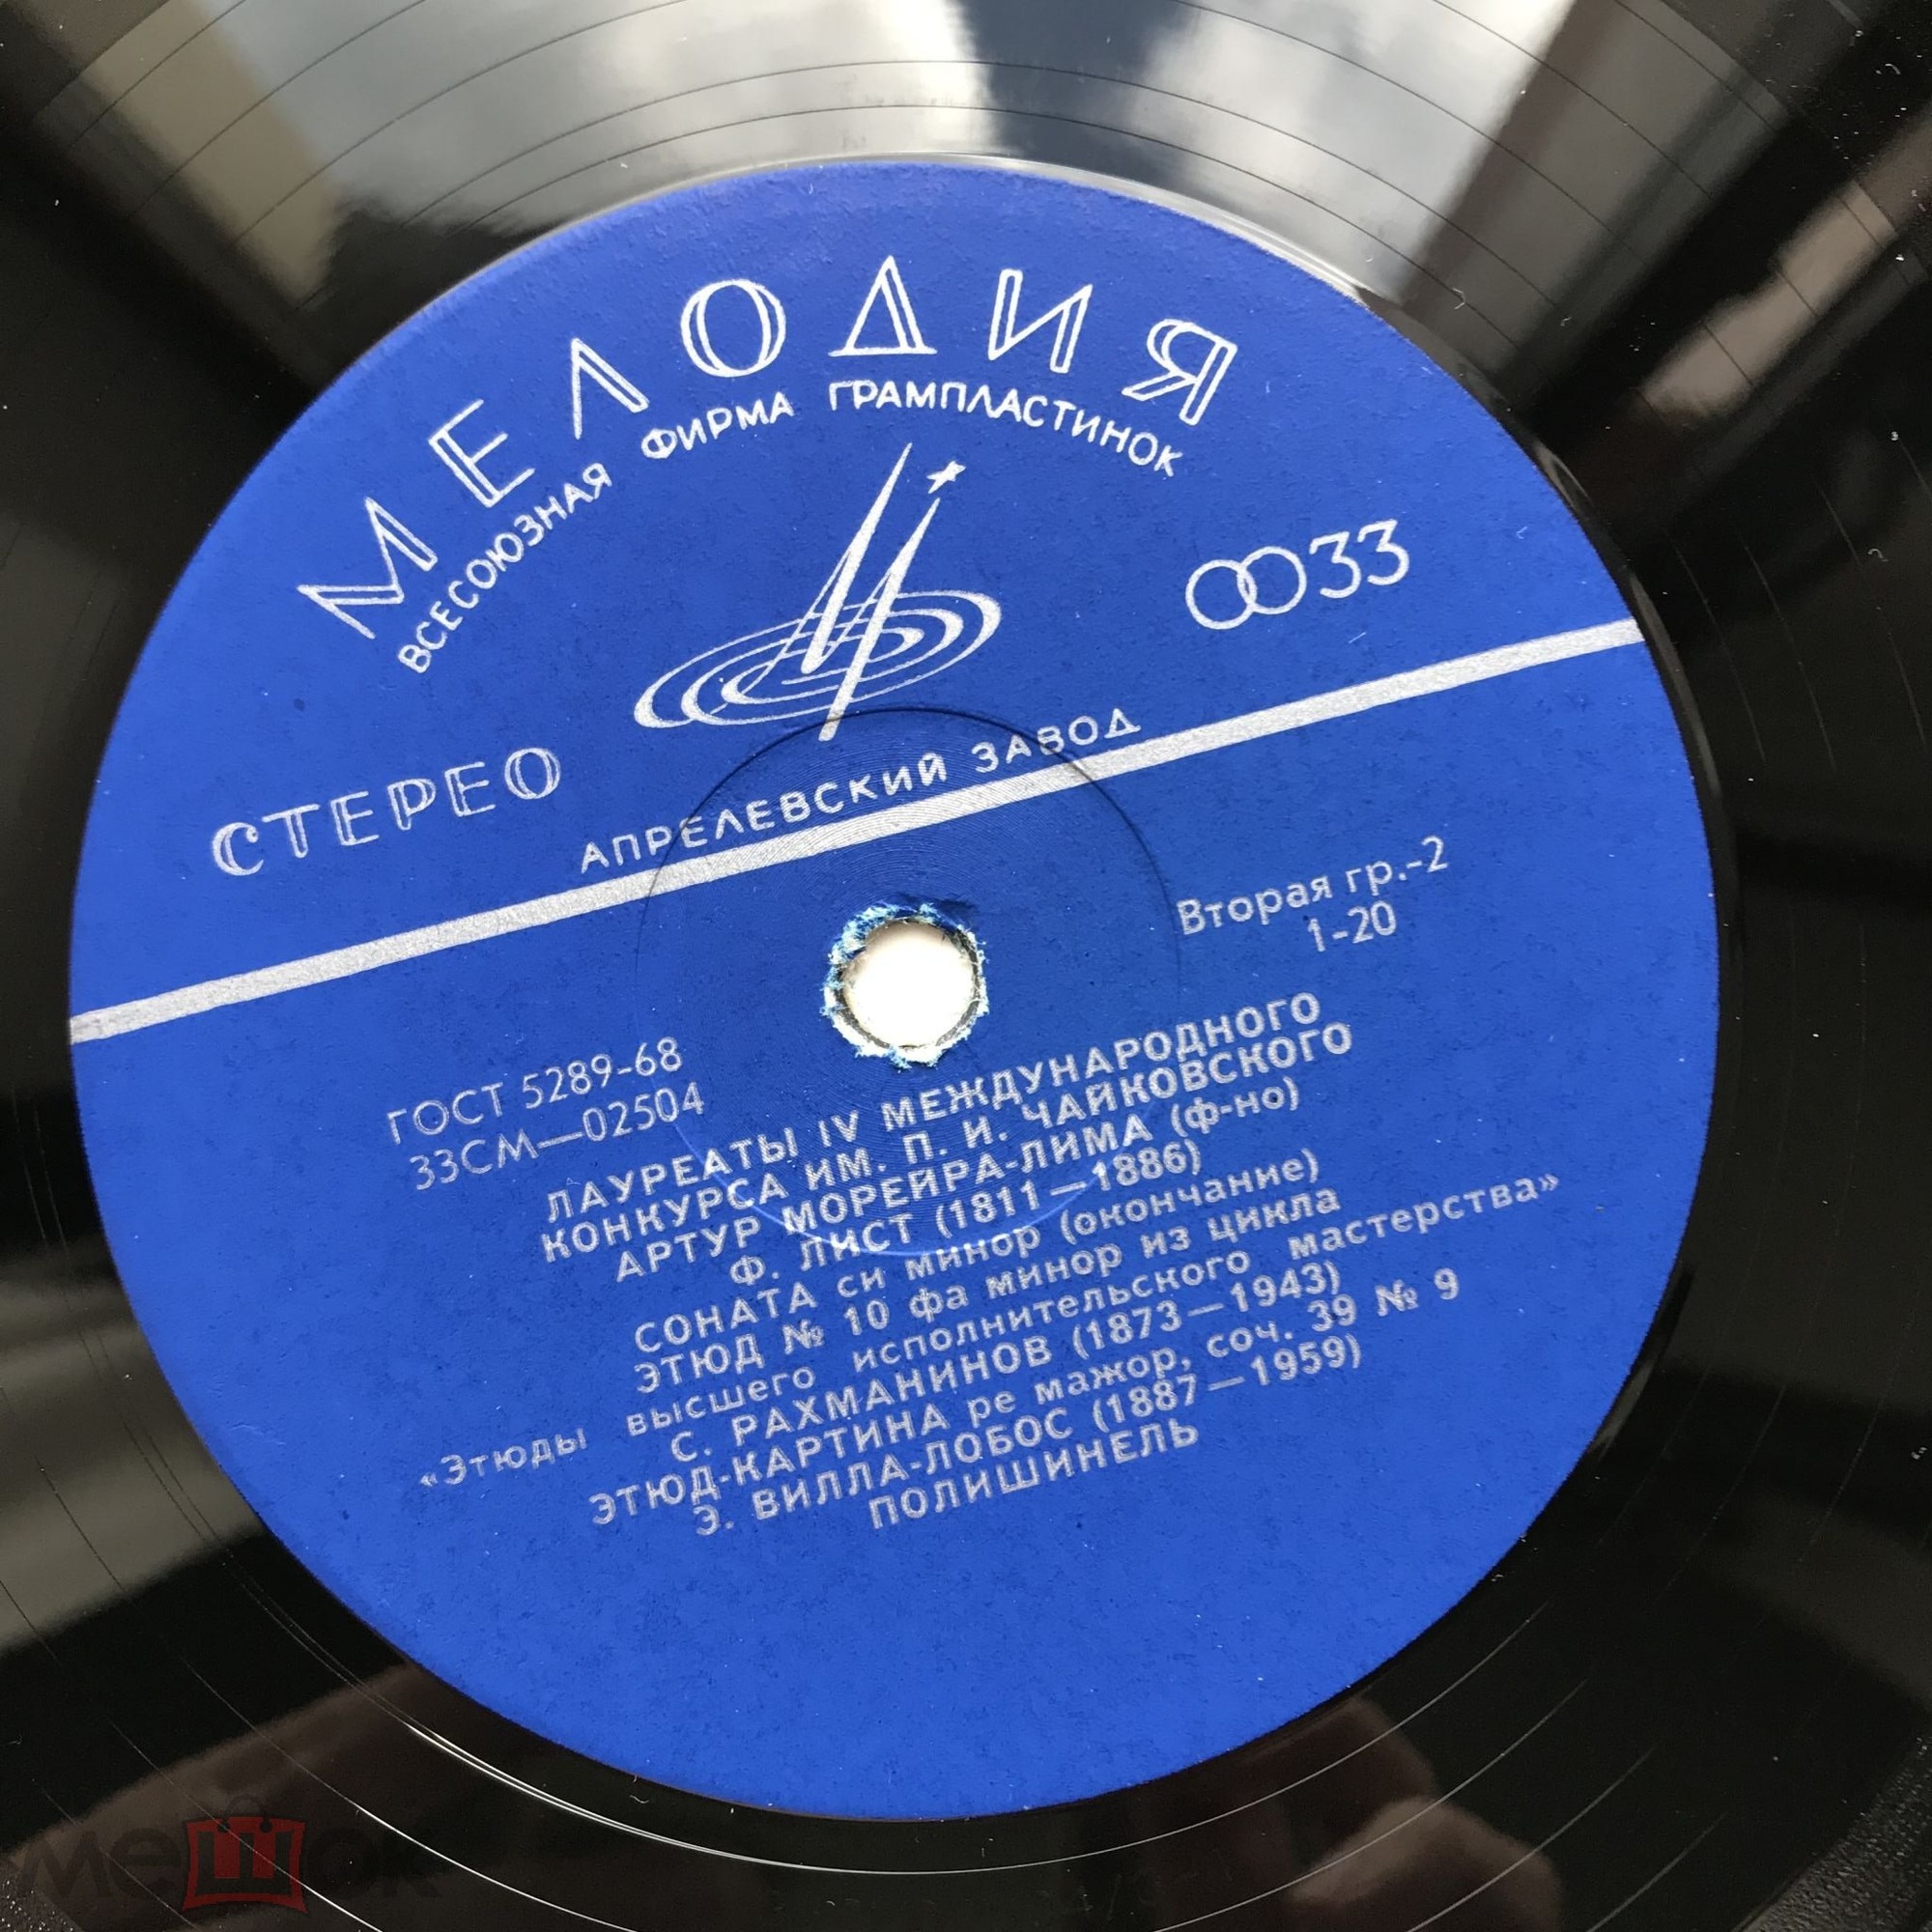 МЕЛОДИЯ
ВСЕСОЮЗНАЯ ФИРМА ГРАМПЛАСТИНОК
33
СТЕРЕО
АПРЕЛЕВСКИЙ ЗАВОД
Вторая гр.-2
1-20
ГОСТ 5289-68
33СМ—02504
ЛАУРЕАТЫ IV МЕЖДУНАРОДНОГО
КОНКУРСА ИМ. П. И. ЧАЙКОВСКОГО
АРТУР МОРЕЙРА-ЛИМА (ф-но)
Ф. ЛИСТ (1811—1886)
СОНАТА си минор (окончание)
ЭТЮД № 10 фа минор из цикла
«Этюды высшего исполнительского мастерства»
С. РАХМАНИНОВ (1873—1943)
ЭТЮД-КАРТИНА ре мажор, соч. 39 № 9
Э. ВИЛЛА-ЛОБОС (1887—1959)
ПОЛИШИНЕЛЬ
мешок